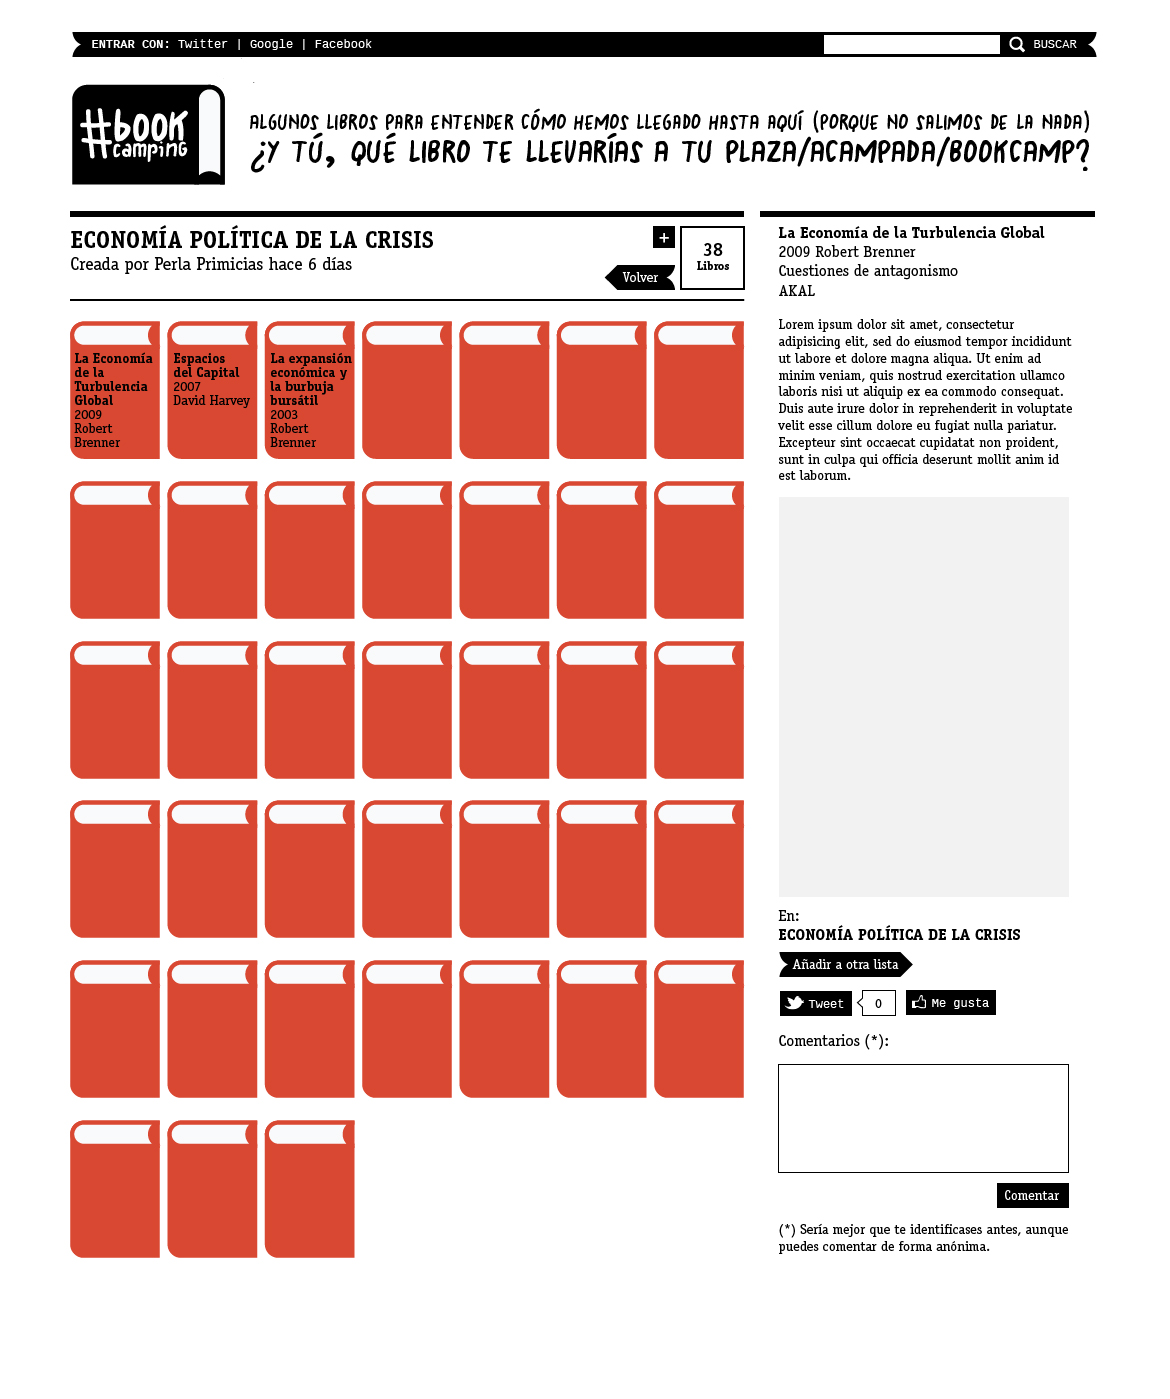 ENTRAR CON: Twitter | Google | Facebook
BUSCAR
#bOOK
camping
ALGUNOS LIBROS PARA ENTENDER CÓMO HEMOS LLEGADO HASTA AQUÍ (PORQUE NO SALIMOS DE LA NADA)
¿Y TÚ, QUÉ LIBRO TE LLEVARÍAS A TU PLAZA/ACAMPADA/BOOKCAMP?
ECONOMÍA POLÍTICA DE LA CRISIS
Creada por Perla Primicias hace 6 días
+
Volver
38
Libros
La Economía
de la
Turbulencia
Global
2009
Robert
Brenner
Espacios
del Capital
2007
David Harvey
La expansión
económica y
la burbuja
bursátil
2003
Robert
Brenner
La Economía de la Turbulencia Global
2009 Robert Brenner
Cuestiones de antagonismo
AKAL
Lorem ipsum dolor sit amet, consectetur
adipisicing elit, sed do eiusmod tempor incididunt
ut labore et dolore magna aliqua. Ut enim ad
minim veniam, quis nostrud exercitation ullamco
laboris nisi ut aliquip ex ea commodo consequat.
Duis aute irure dolor in reprehenderit in voluptate
velit esse cillum dolore eu fugiat nulla pariatur.
Excepteur sint occaecat cupidatat non proident,
sunt in culpa qui officia deserunt mollit anim id
est laborum.
En:
ECONOMÍA POLÍTICA DE LA CRISIS
Añadir a otra lista
Tweet
0
Me gusta
Comentarios (*):
Comentar
(*) Sería mejor que te identificases antes, aunque
puedes comentar de forma anónima.